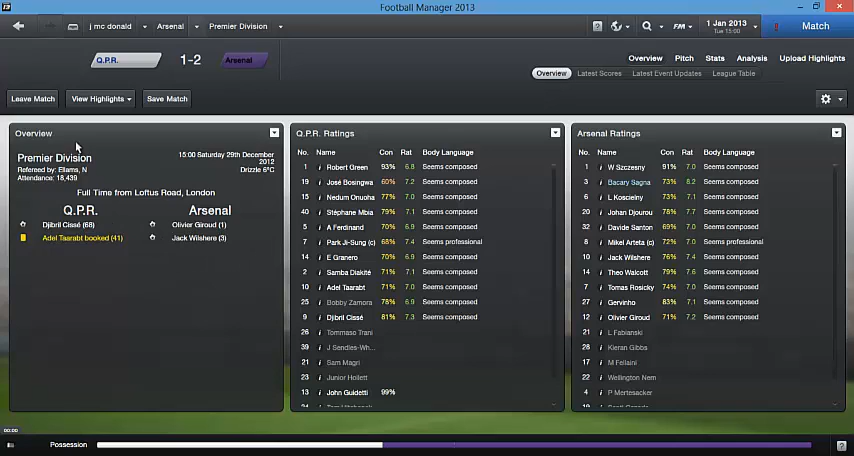 Football Manager 2013
j mc donald Arsenal Premier Division
FM
1 Jan 2013
Tue 15:00
Match
Q.P.R. 1-2 Arsenal
Overview Pitch Stats Analysis Upload Highlights
Overview Latest Scores Latest Event Updates League Table
Leave Match View Highlights Save Match
Overview
Premier Division
Refereed by: Ellams, N
Attendance: 18,439
15:00 Saturday 29th December
2012
Drizzle 6°C
Full Time from Loftus Road, London
Q.P.R. Arsenal
Djibril Cissé (68) Olivier Giroud (1)
Adel Taarabt booked (41) Jack Wilshere (3)
Q.P.R. Ratings
No. Name Con Rat Body Language
1 i Robert Green 93% 6.8 Seems composed
19 i José Bosingwa 60% 7.2 Seems composed
15 i Nedum Onuoha 77% 7.0 Seems composed
40 i Stéphane Mbia 79% 7.1 Seems composed
5 i A Ferdinand 70% 6.9 Seems composed
7 i Park Ji-Sung (c) 68% 7.4 Seems professional
14 i E Granero 70% 6.9 Seems composed
2 i Samba Diakité 71% 7.1 Seems composed
10 i Adel Taarabt 71% 7.0 Seems composed
25 i Bobby Zamora 78% 6.9 Seems composed
9 i Djibril Cissé 81% 7.3 Seems composed
26 i Tommaso Trani
39 i J Sendles-Wh...
21 i Sam Magri
23 i Junior Hoilett
13 i John Guidetti 99%
Arsenal Ratings
No. Name Con Rat Body Language
1 i W Szczesny 91% 7.0 Seems composed
3 i Bacary Sagna 73% 8.2 Seems composed
6 i L Koscielny 73% 7.1 Seems composed
20 i Johan Djourou 78% 7.7 Seems composed
32 i Davide Santon 69% 7.0 Seems composed
8 i Mikel Arteta (c) 72% 7.0 Seems professional
10 i Jack Wilshere 76% 7.4 Seems composed
14 i Theo Walcott 79% 7.6 Seems composed
7 i Tomas Rosicky 74% 7.0 Seems composed
27 i Gervinho 83% 7.1 Seems composed
12 i Olivier Giroud 71% 7.2 Seems composed
21 i L Fabianski
28 i Kieran Gibbs
17 i M Fellaini
22 i Wellington Nem
4 i P Mertesacker
00:00
Possession